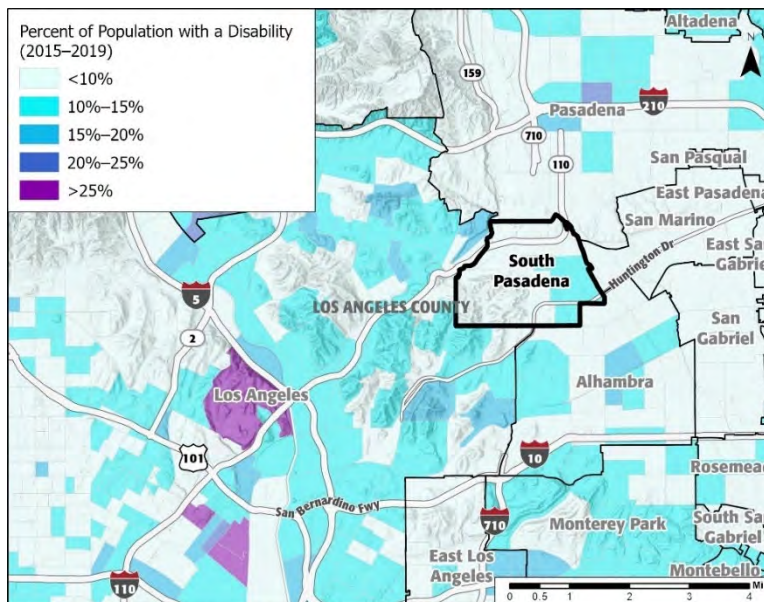 Percent of Population with a Disability
(2015–2019)
<10%
10%–15%
15%–20%
20%–25%
>25%
Altadena
N
159
Pasadena
210
710
110
San Pasqual
East Pasadena
San Marino
South
Pasadena
Huntington Dr
East San
Gabriel
5
LOS ANGELES COUNTY
2
San
Gabriel
Alhambra
Los Angeles
101
10
Rosemead
San Bernardino Fwy
710
Monterey Park
South San
Gabriel
East Los
Angeles
Montebello
110
0 0.5 1 2 3 4
Mi